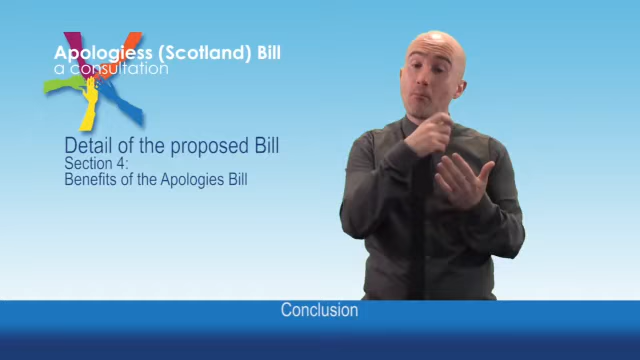 Apologiess (Scotland) Bill
a consultation
Detail of the proposed Bill
Section 4:
Benefits of the Apologies Bill
Conclusion